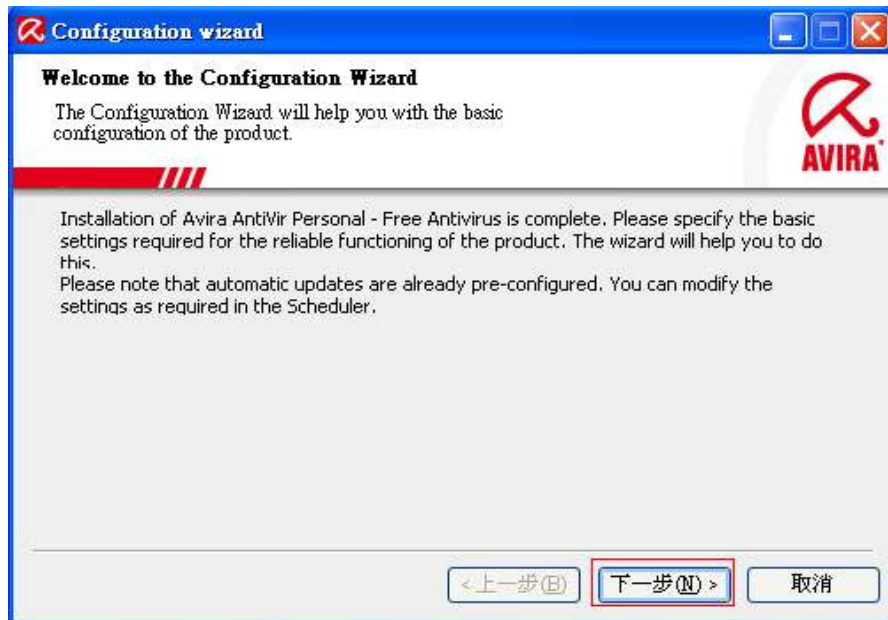 Configuration wizard
Welcome to the Configuration Wizard
The Configuration Wizard will help you with the basic
configuration of the product.
AVIRA
Installation of Avira AntiVir Personal - Free Antivirus is complete. Please specify the basic
settings required for the reliable functioning of the product. The wizard will help you to do
this.
Please note that automatic updates are already pre-configured. You can modify the
settings as required in the Scheduler.
<上一步(B)
下一步(N) >
取消